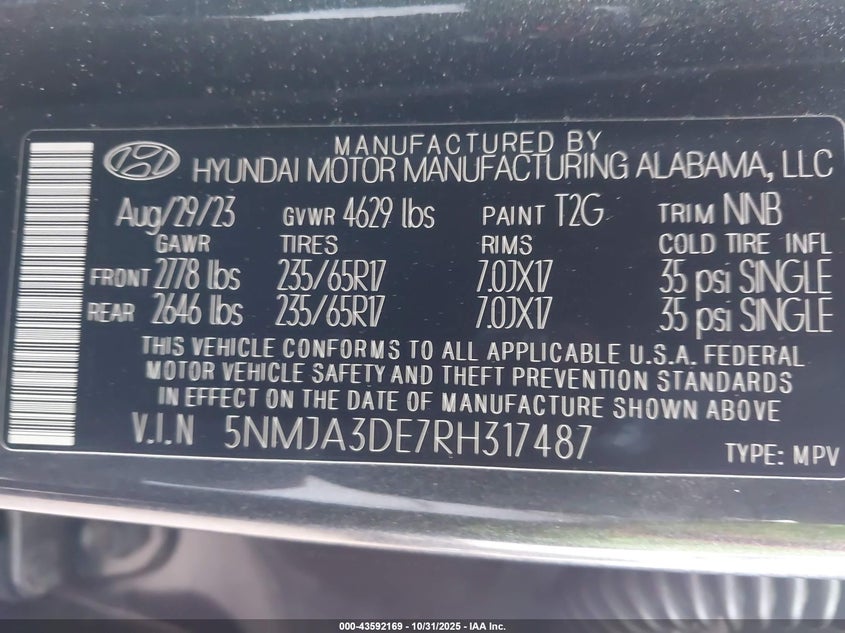 MANUFACTURED BY
HYUNDAI MOTOR MANUFACTURING ALABAMA, LLC
Aug/29/23 GVWR 4629 lbs PAINT T2G TRIM NNB
GAWR TIRES RIMS COLD TIRE INFL
FRONT 2778 lbs 235/65R17 7.0JX17 35 psi SINGLE
REAR 2646 lbs 235/65R17 7.0JX17 35 psi SINGLE
THIS VEHICLE CONFORMS TO ALL APPLICABLE U.S.A. FEDERAL
MOTOR VEHICLE SAFETY AND THEFT PREVENTION STANDARDS
IN EFFECT ON THE DATE OF MANUFACTURE SHOWN ABOVE
V.I.N 5NMJA3DE7RH317487 TYPE: MPV
000-43592169 - 10/31/2025 - IAA Inc.